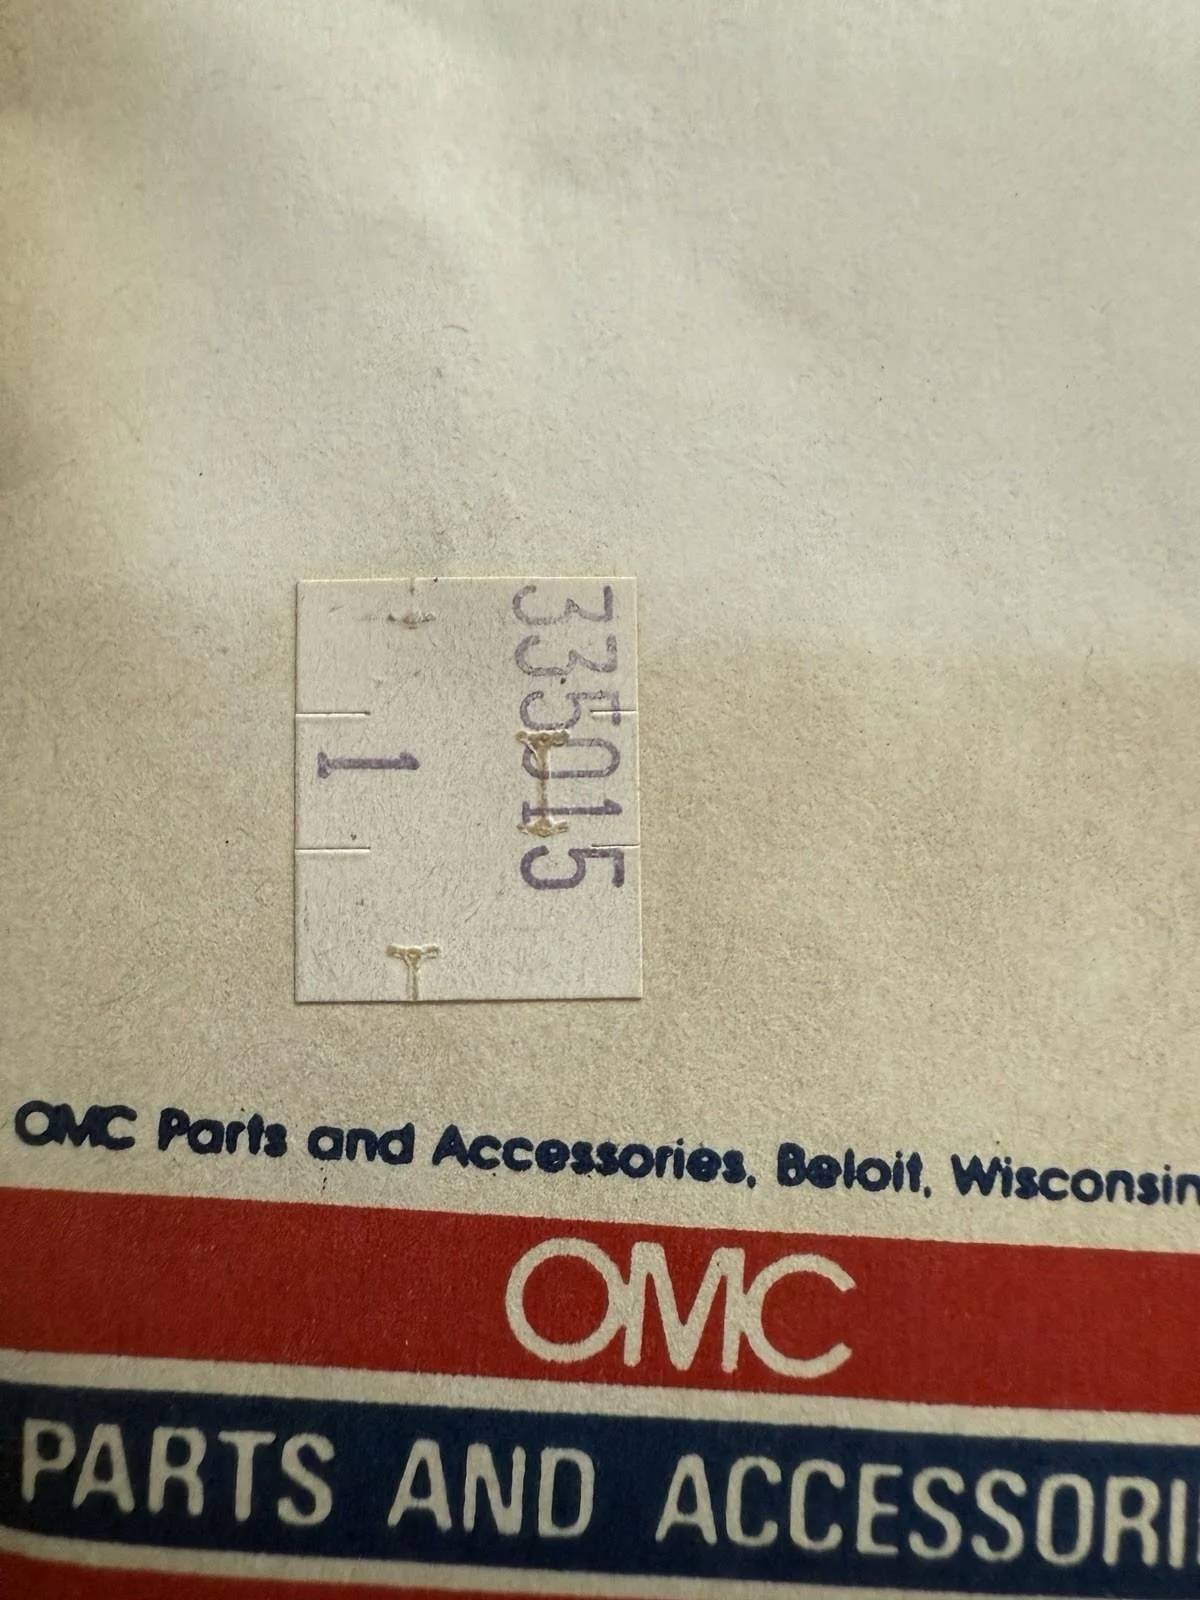 335015
1
OMC Parts and Accessories, Beloit, Wisconsin
OMC
PARTS AND ACCESSORI